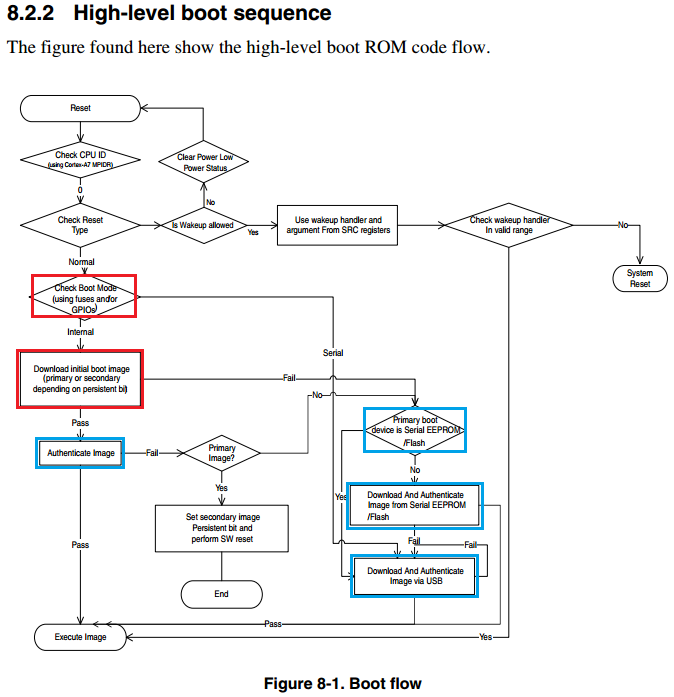 8.2.2 High-level boot sequence
The figure found here show the high-level boot ROM code flow.
Reset
Check CPU ID
(using Cortex-A7 MPIDR)
Clear Power Low
Power Status
0
No
Check Reset
Type
Is Wakeup allowed
Yes
Use wakeup handler and
argument From SRC registers
Check wakeup handler
In valid range
No
System
Reset
Normal
Check Boot Mode
(using fuses and/or
GPIOs)
Internal
Serial
Download initial boot image
(primary or secondary
depending on persistent bit)
Fail
No
Pass
Primary boot
device is Serial EEPROM
/Flash
Authenticate Image
Fail
Primary
Image?
No
Yes
Yes
Download And Authenticate
Image from Serial EEPROM
/Flash
Set secondary image
Persistent bit and
perform SW reset
Pass
Fail
Fail
Download And Authenticate
Image via USB
End
Pass
Execute Image
Yes
Figure 8-1. Boot flow